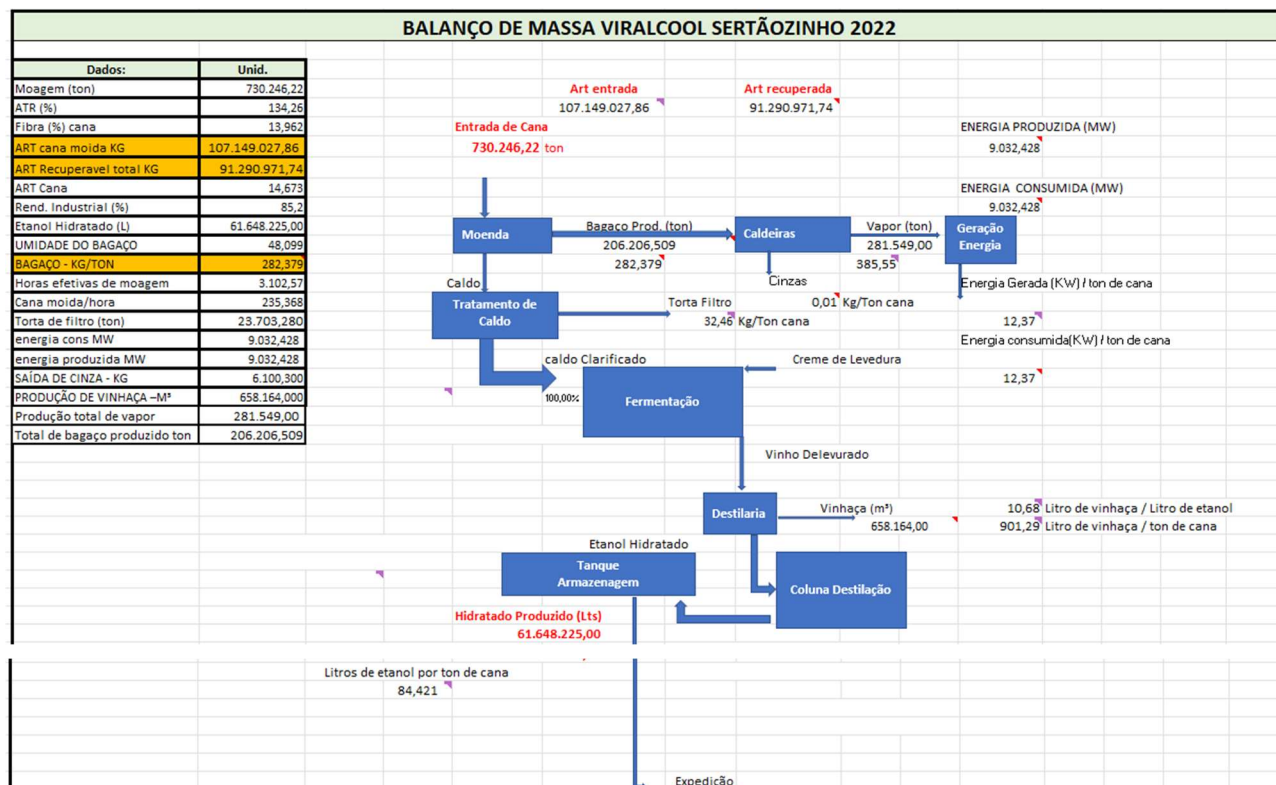 BALANÇO DE MASSA VIRALCOOL SERTÃOZINHO 2022
Dados: Unid.
Moagem (ton) 730.246,22
ATR (%) 134,26
Fibra (%) cana 13,962
ART cana moida KG 107.149.027,86
ART Recuperavel total KG 91.290.971,74
ART Cana 14,673
Rend. Industrial (%) 85,2
Etanol Hidratado (L) 61.648.225,00
UMIDADE DO BAGAÇO 48,099
BAGAÇO - KG/TON 282,379
Horas efetivas de moagem 3.102,57
Cana moida/hora 235,368
Torta de filtro (ton) 23.703,280
energia cons MW 9.032,428
energia produzida MW 9.032,428
SAÍDA DE CINZA - KG 6.100,300
PRODUÇÃO DE VINHAÇA –M³ 658.164,000
Produção total de vapor 281.549,00
Total de bagaço produzido ton 206.206,509
Art entrada
107.149.027,86
Art recuperada
91.290.971,74
Entrada de Cana
730.246,22 ton
ENERGIA PRODUZIDA (MW)
9.032,428
ENERGIA CONSUMIDA (MW)
9.032,428
Moenda
Bagaço Prod. (ton)
206.206,509
282,379
Caldeiras
Vapor (ton)
281.549,00
385,55
Geração
Energia
Caldo
Cinzas
0,01 Kg/Ton cana
Energia Gerada (KW) / ton de cana
12,37
Tratamento de
Caldo
Torta Filtro
32,46 Kg/Ton cana
Energia consumida(KW) / ton de cana
12,37
caldo Clarificado
100,00%
Creme de Levedura
Fermentação
Vinho Delevurado
Destilaria
Vinhaça (m³)
658.164,00
10,68 Litro de vinhaça / Litro de etanol
901,29 Litro de vinhaça / ton de cana
Etanol Hidratado
Tanque
Armazenagem
Coluna Destilação
Hidratado Produzido (Lts)
61.648.225,00
Litros de etanol por ton de cana
84,421
Expedição